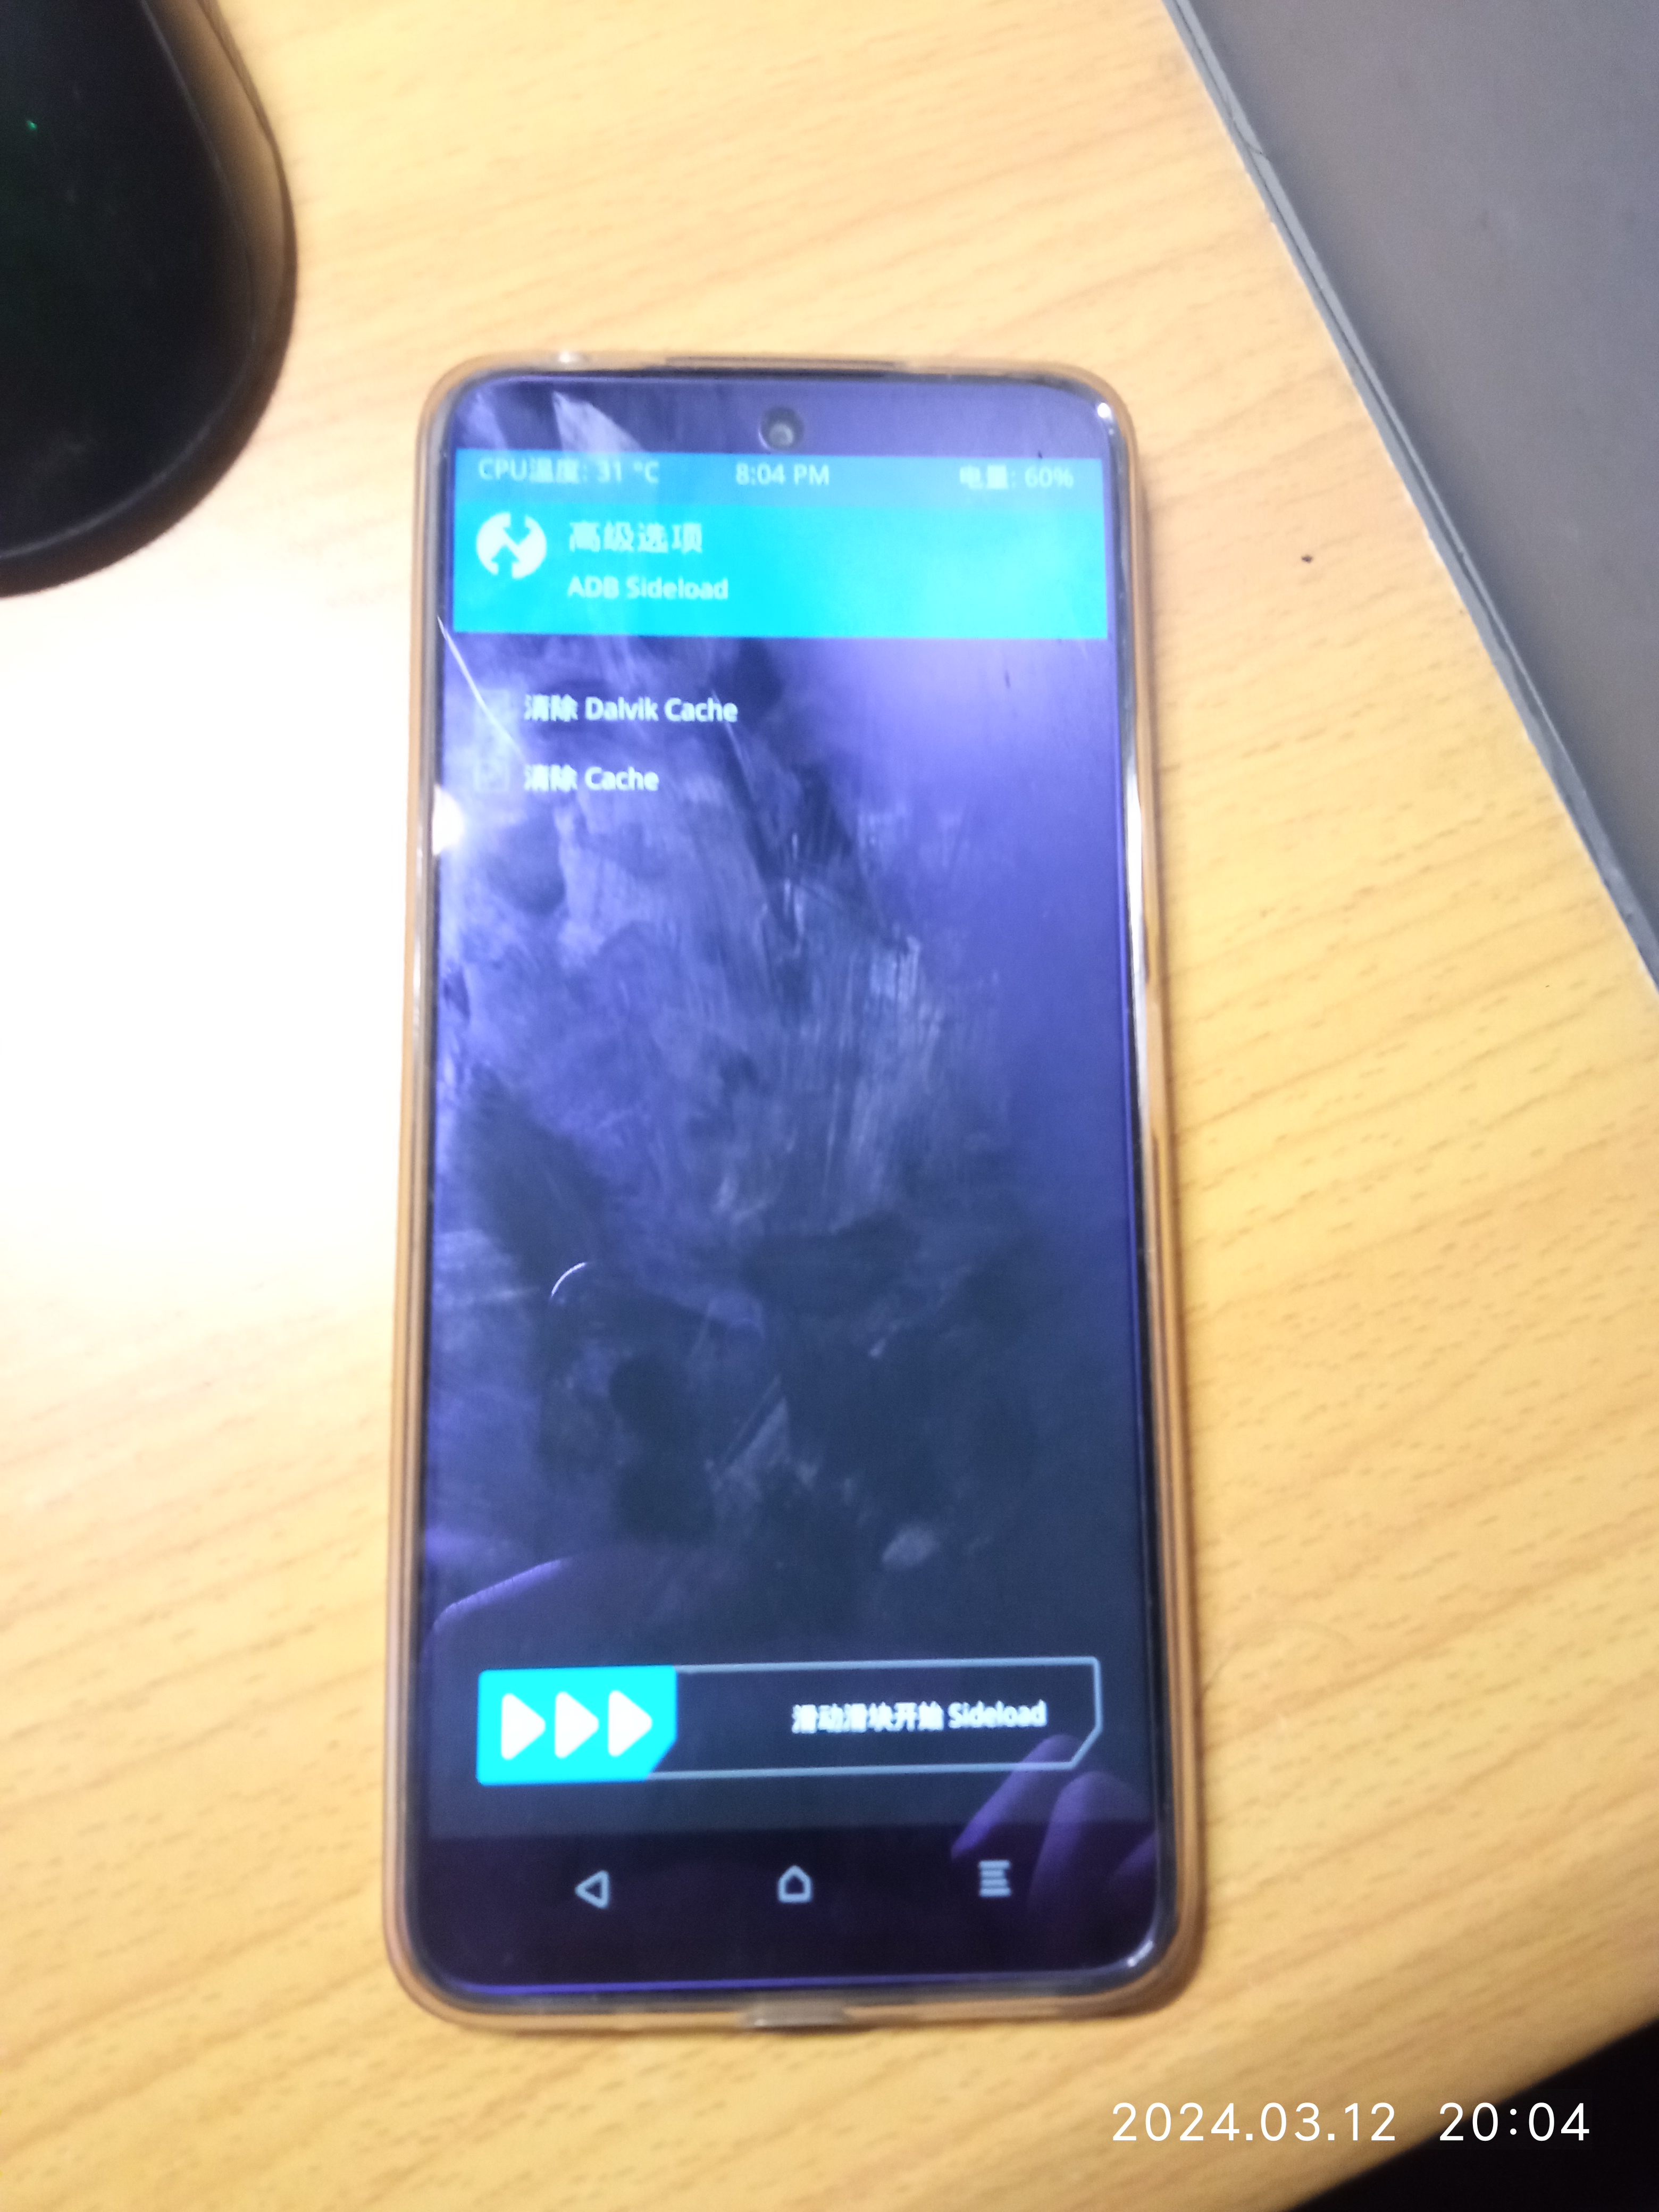 CPU温度: 31 °C 8:04 PM 电量: 60%
高级选项
ADB Sideload
清除 Dalvik Cache
清除 Cache
滑动滑块开始 Sideload
2024.03.12 20:04